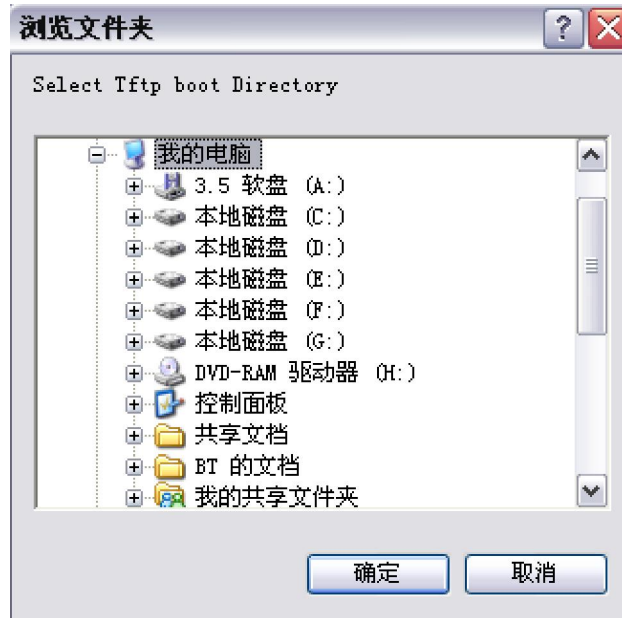 浏览文件夹
Select Tftp boot Directory
我的电脑
3.5 软盘 (A:)
本地磁盘 (C:)
本地磁盘 (D:)
本地磁盘 (E:)
本地磁盘 (F:)
本地磁盘 (G:)
DVD-RAM 驱动器 (H:)
控制面板
共享文档
BT 的文档
我的共享文件夹
确定 取消